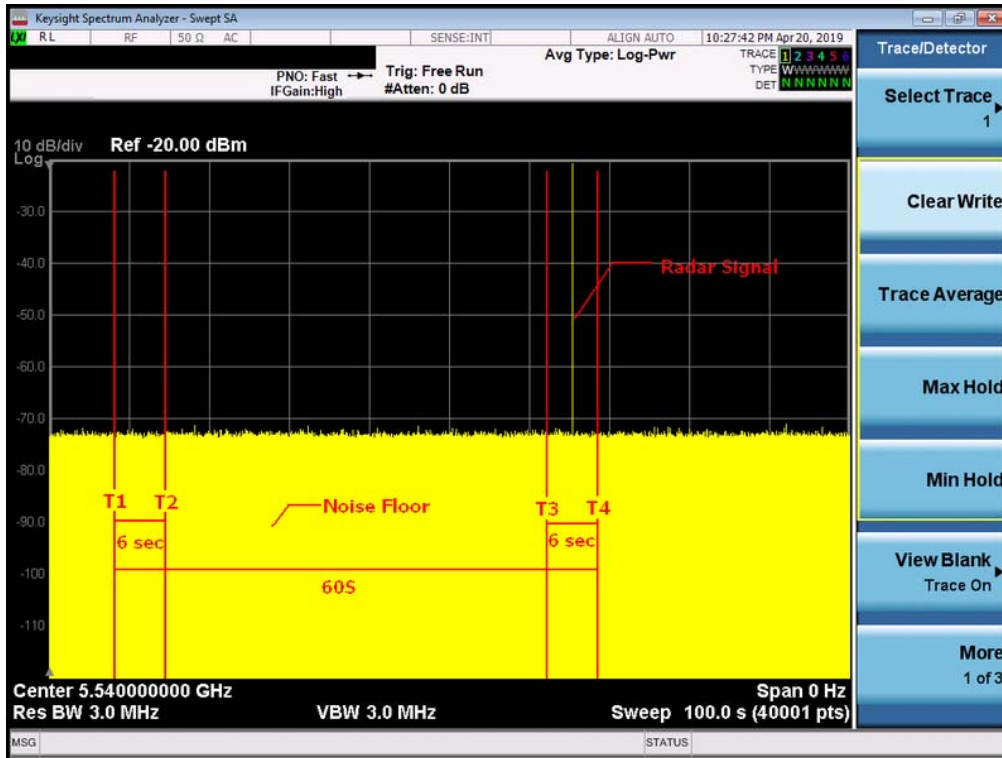 Keysight Spectrum Analyzer - Swept SA
LXI RL RF 50 Ω AC SENSE:INT ALIGN AUTO 10:27:42 PM Apr 20, 2019
PNO: Fast
IFGain:High
Trig: Free Run
#Atten: 0 dB
Avg Type: Log-Pwr
TRACE 1 2 3 4 5 6
TYPE WWWWWW
DET N N N N N N
10 dB/div
Log
Ref -20.00 dBm
-30.0
-40.0
-50.0
-60.0
-70.0
-80.0
-90.0
-100
-110
Radar Signal
T1 T2
Noise Floor
T3 T4
6 sec
6 sec
60S
Center 5.540000000 GHz
Span 0 Hz
Res BW 3.0 MHz
VBW 3.0 MHz
Sweep 100.0 s (40001 pts)
MSG
STATUS
Trace/Detector
Select Trace
1
Clear Write
Trace Average
Max Hold
Min Hold
View Blank
Trace On
More
1 of 3